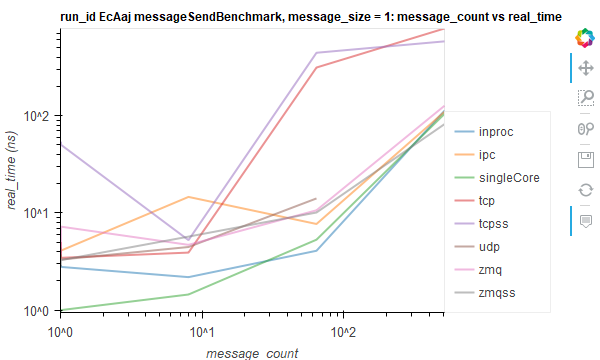 run_id EcAaj messageSendBenchmark, message_size = 1: message_count vs real_time
real_time (ns)
10^2
10^1
10^0
10^0
10^1
10^2
message_count
inproc
ipc
singleCore
tcp
tcpss
udp
zmq
zmqss